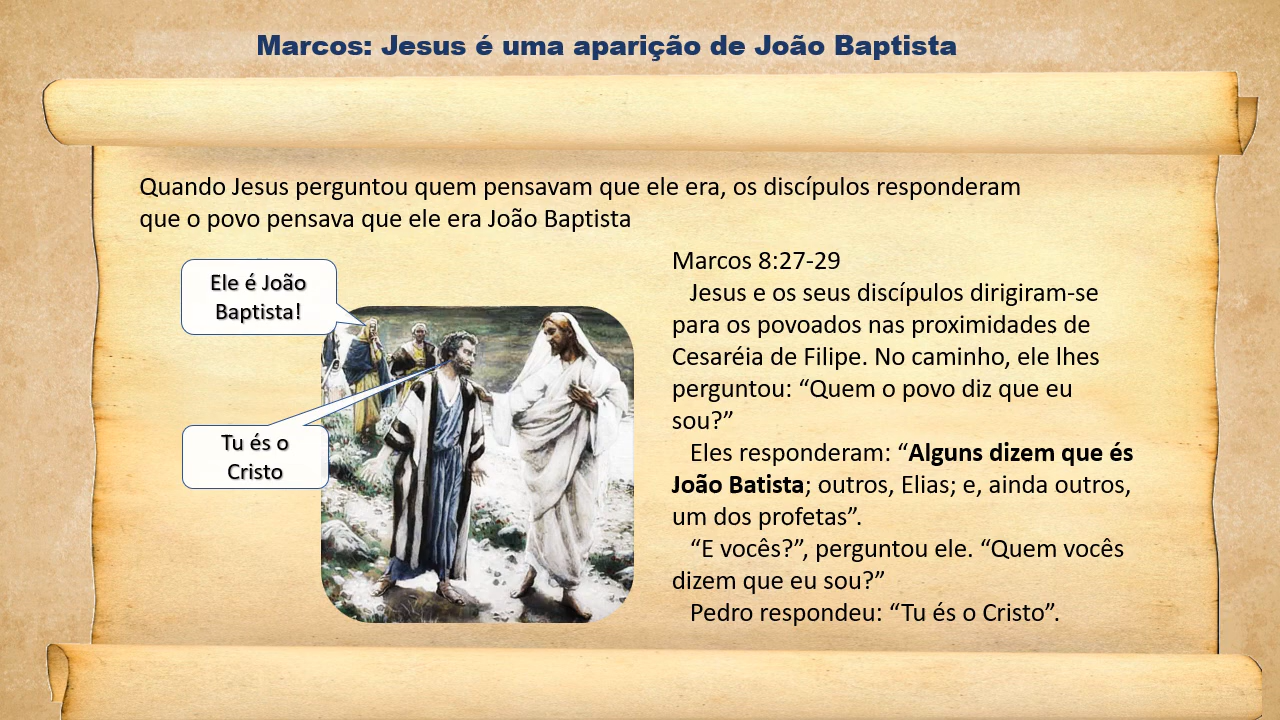 Marcos: Jesus é uma aparição de João Baptista
Quando Jesus perguntou quem pensavam que ele era, os discípulos responderam
que o povo pensava que ele era João Baptista
Ele é João
Baptista!
Tu és o
Cristo
Marcos 8:27-29
Jesus e os seus discípulos dirigiram-se
para os povoados nas proximidades de
Cesaréia de Filipe. No caminho, ele lhes
perguntou: “Quem o povo diz que eu
sou?”
Eles responderam: “Alguns dizem que és
João Batista; outros, Elias; e, ainda outros,
um dos profetas”.
“E vocês?”, perguntou ele. “Quem vocês
dizem que eu sou?”
Pedro respondeu: “Tu és o Cristo”.